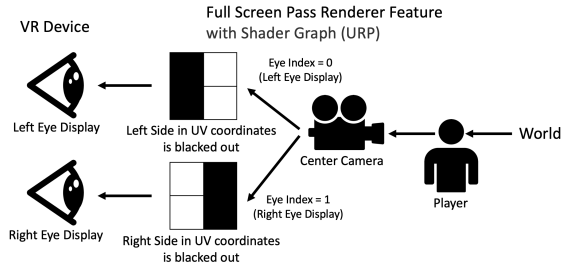 Full Screen Pass Renderer Feature
with Shader Graph (URP)
VR Device
Eye Index = 0
(Left Eye Display)
Left Eye Display
Left Side in UV coordinates
is blacked out
Center Camera
World
Player
Eye Index = 1
(Right Eye Display)
Right Eye Display
Right Side in UV coordinates
is blacked out